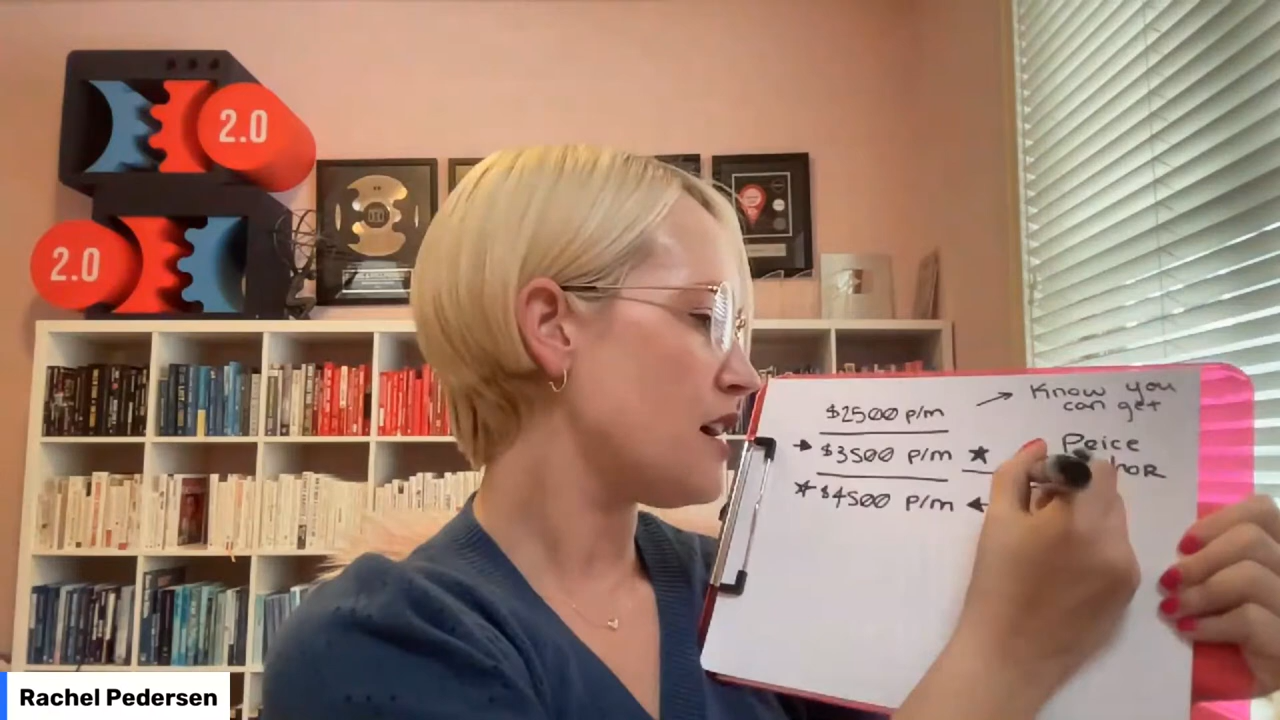 2.0
2.0
$2500 p/m
→ Know you
can get
→ $3500 p/m ★
Peice
☆ $4500 p/m ←
Rachel Pedersen